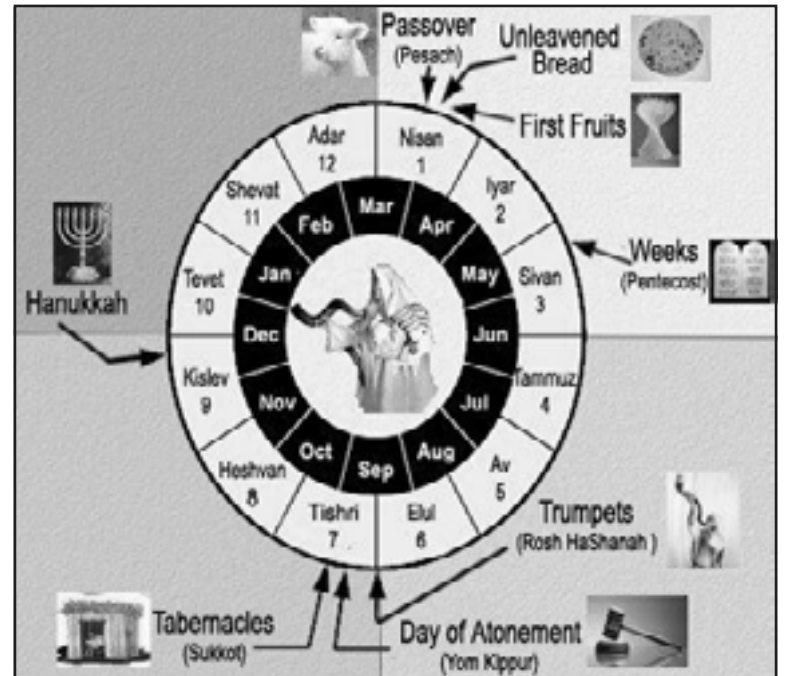 Passover
(Pesach)
Unleavened
Bread
First Fruits
Weeks
(Pentecost)
Trumpets
(Rosh HaShanah )
Day of Atonement
(Yom Kippur)
Tabernacles
(Sukkot)
Hanukkah
Nisan
1
Iyar
2
Sivan
3
Tammuz
4
Av
5
Elul
6
Tishri
7
Heshvan
8
Kislev
9
Tevet
10
Shevat
11
Adar
12
Mar
Apr
May
Jun
Jul
Aug
Sep
Oct
Nov
Dec
Jan
Feb